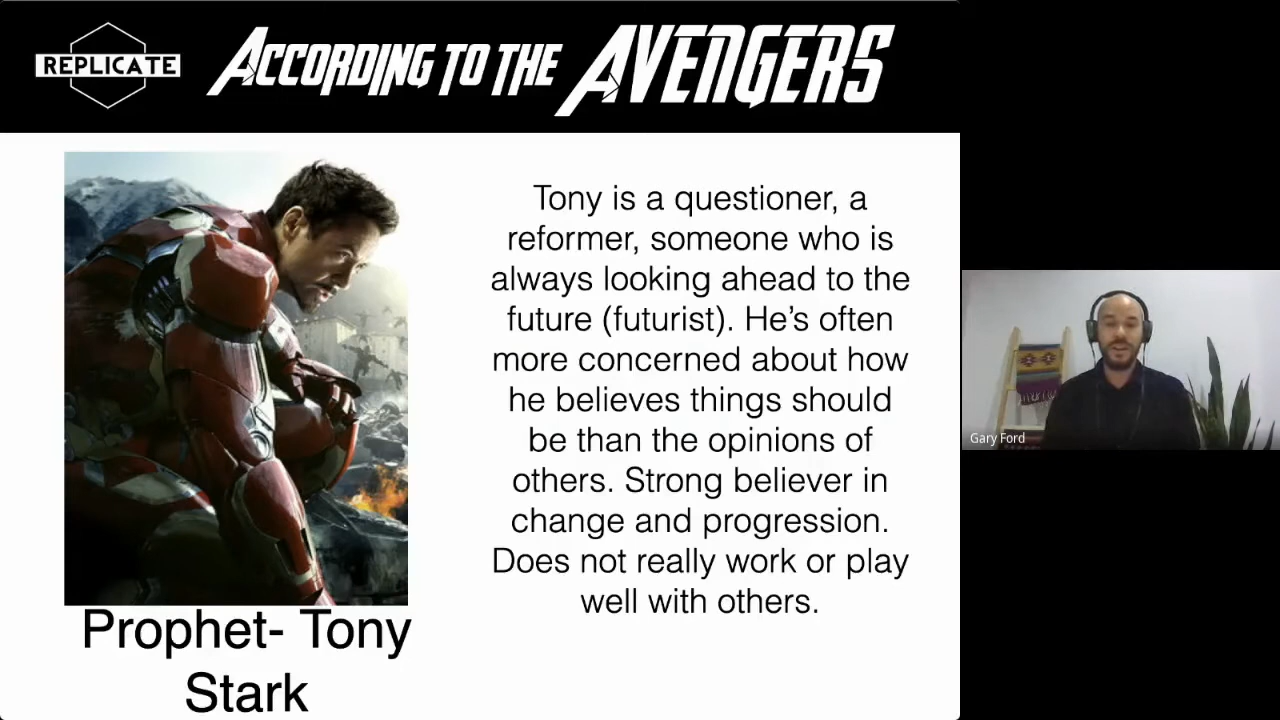 REPLICATE
ACCORDING TO THE AVENGERS
Tony is a questioner, a
reformer, someone who is
always looking ahead to the
future (futurist). He’s often
more concerned about how
he believes things should
be than the opinions of
others. Strong believer in
change and progression.
Does not really work or play
well with others.
Prophet- Tony
Stark
Gary Ford